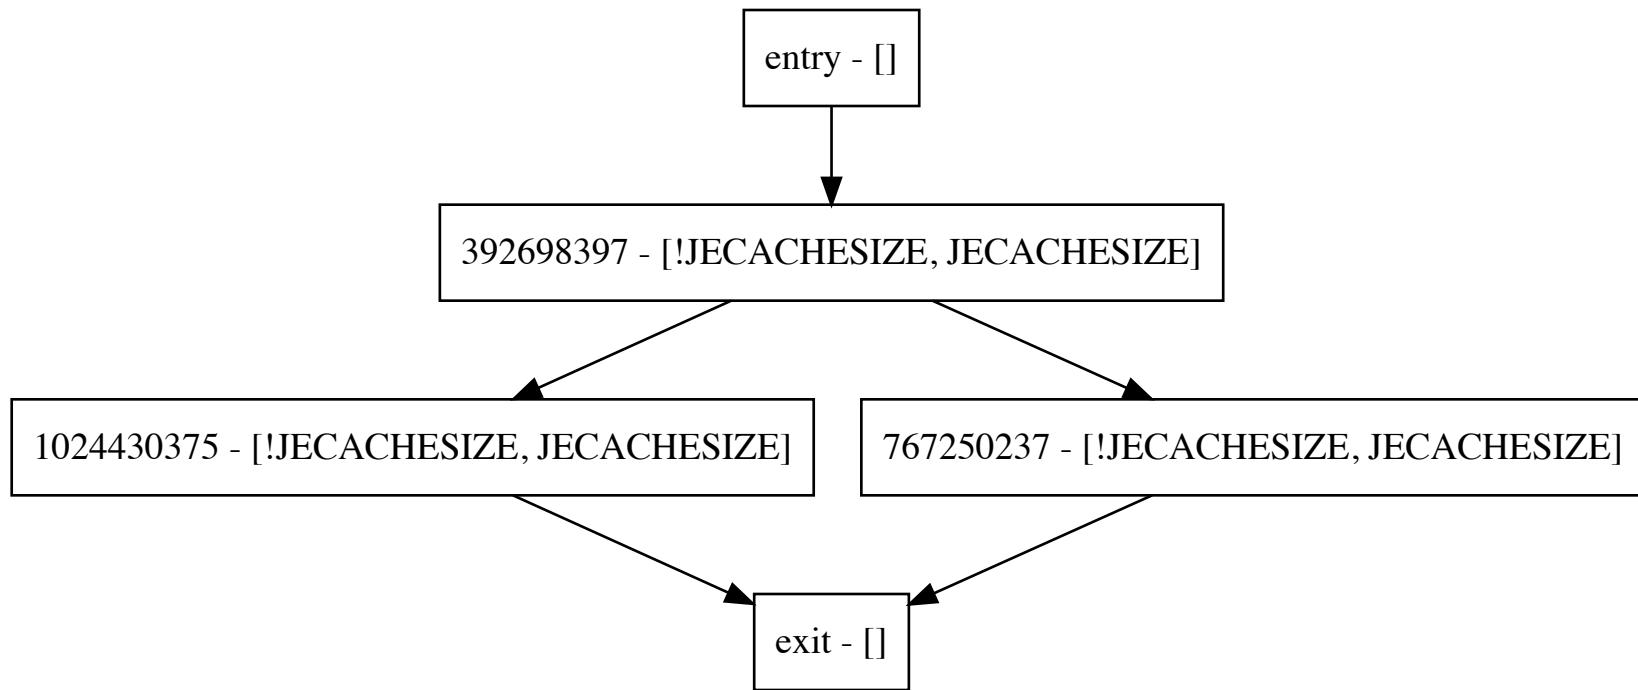 entry - []
392698397 - [!JECACHESIZE, JECACHESIZE]
1024430375 - [!JECACHESIZE, JECACHESIZE]
767250237 - [!JECACHESIZE, JECACHESIZE]
exit - []